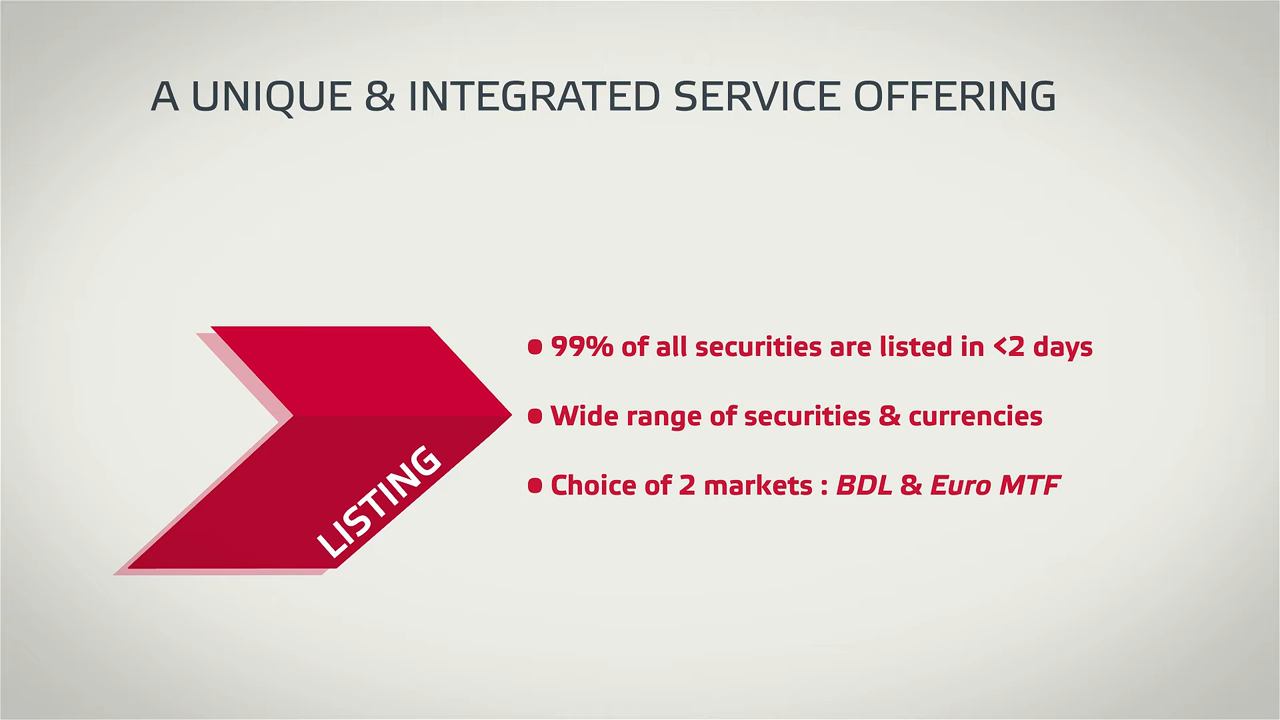 A UNIQUE & INTEGRATED SERVICE OFFERING
• 99% of all securities are listed in <2 days
• Wide range of securities & currencies
• Choice of 2 markets : BDL & Euro MTF
LISTING